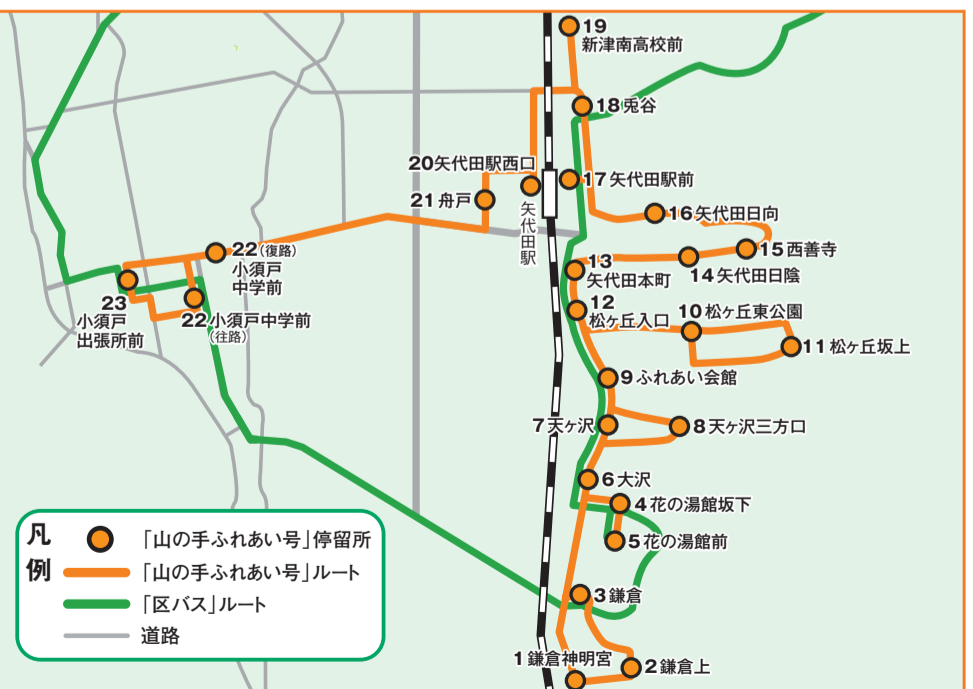 19
新津南高校前
18 兎谷
20 矢代田駅西口
17 矢代田駅前
21 舟戸
矢代田駅
16 矢代田日向
15 西善寺
14 矢代田日陰
13
矢代田本町
22(復路)
小須戸
中学前
23
小須戸
出張所前
22 小須戸中学前
(往路)
12
松ヶ丘入口
10 松ヶ丘東公園
11 松ヶ丘坂上
9 ふれあい会館
7 天ヶ沢
8 天ヶ沢三方口
6 大沢
4 花の湯館坂下
5 花の湯館前
3 鎌倉
1 鎌倉神明宮
2 鎌倉上
凡例
「山の手ふれあい号」停留所
「山の手ふれあい号」ルート
「区バス」ルート
道路